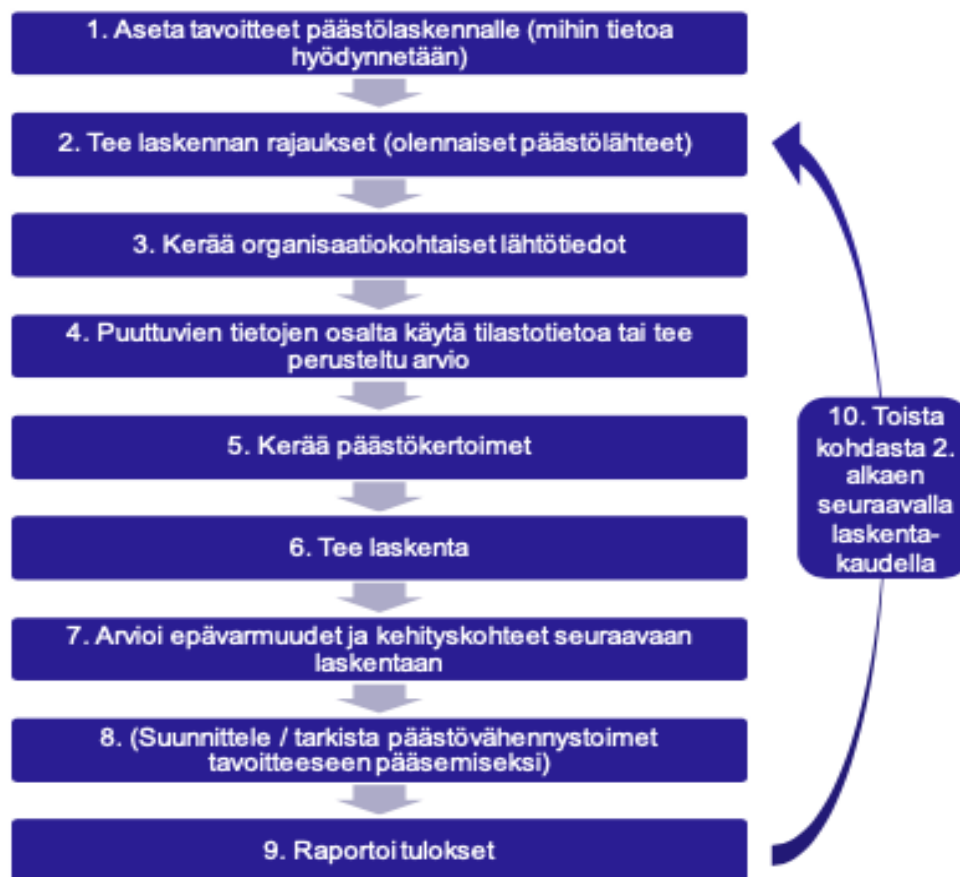 1. Aseta tavoitteet päästölaskennalle (mihin tietoa
hyödynnetään)
2. Tee laskennan rajaukset (olennaiset päästölähteet)
3. Kerää organisaatiokohtaiset lähtötiedot
4. Puuttuvien tietojen osalta käytä tilastotietoa tai tee
perusteltu arvio
5. Kerää päästökertoimet
6. Tee laskenta
7. Arvioi epävarmuudet ja kehityskohteet seuraavaan
laskentaan
8. (Suunnittele / tarkista päästövähennystoimet
tavoitteeseen pääsemiseksi)
9. Raportoi tulokset
10. Toista
kohdasta 2.
alkaen
seuraavalla
laskenta-
kaudella